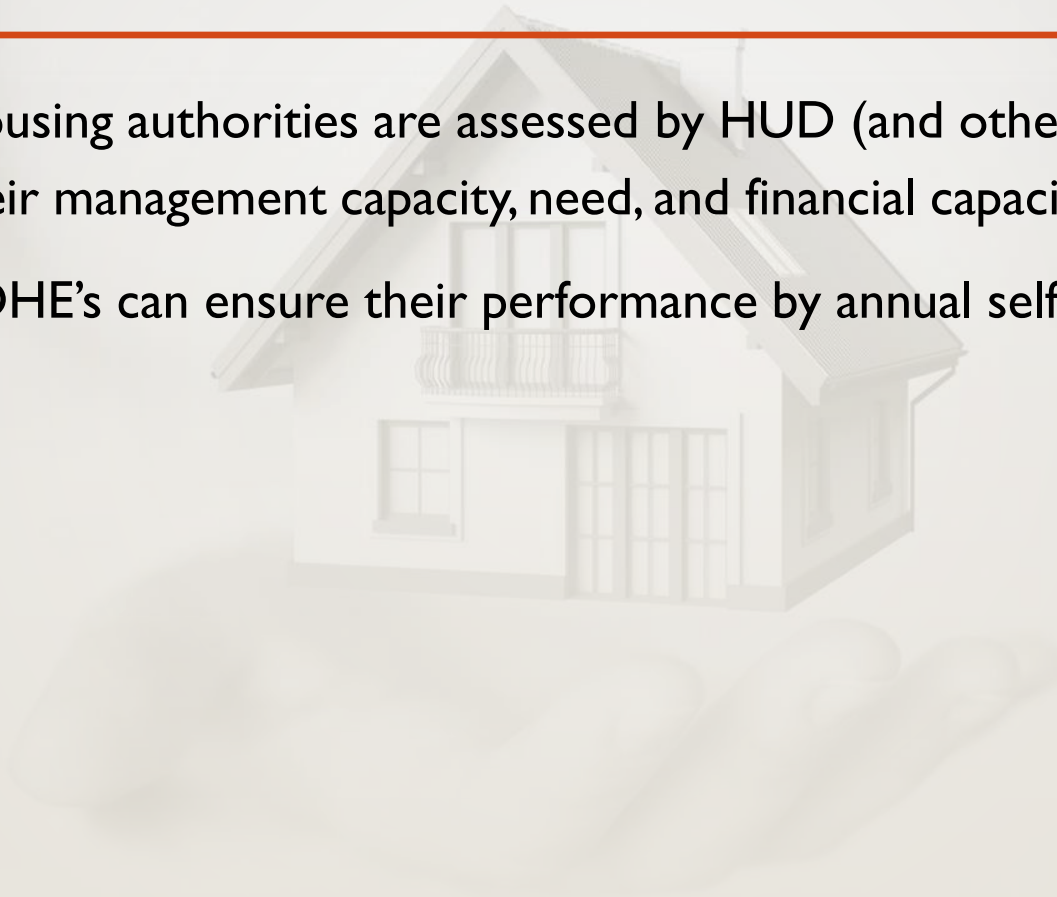 ousing authorities are assessed by HUD (and othe
eir management capacity, need, and financial capaci
DHE’s can ensure their performance by annual self